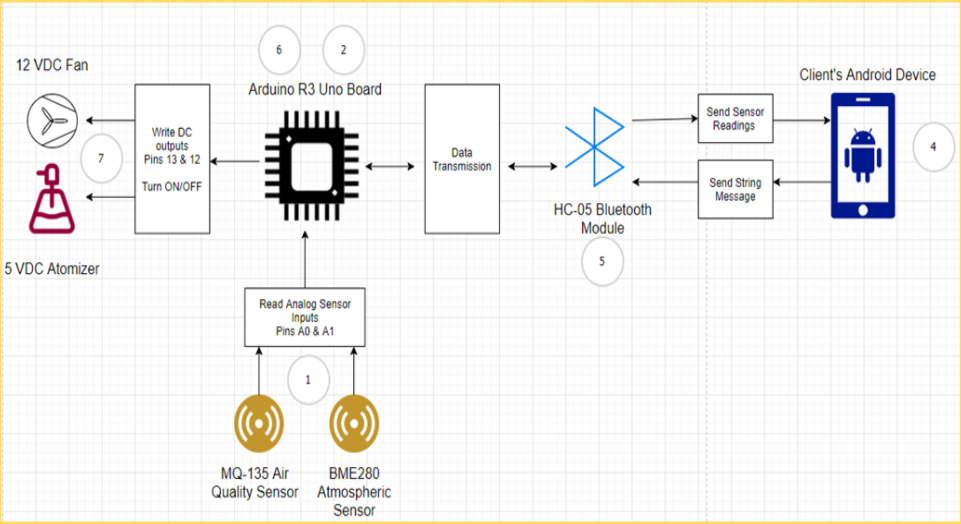 12 VDC Fan
6
2
Arduino R3 Uno Board
Client's Android Device
Write DC
outputs
Pins 13 & 12
Turn ON/OFF
7
Data
Transmission
Send Sensor
Readings
4
Send String
Message
HC-05 Bluetooth
Module
5
5 VDC Atomizer
Read Analog Sensor
Inputs
Pins A0 & A1
1
MQ-135 Air
Quality Sensor
BME280
Atmospheric
Sensor